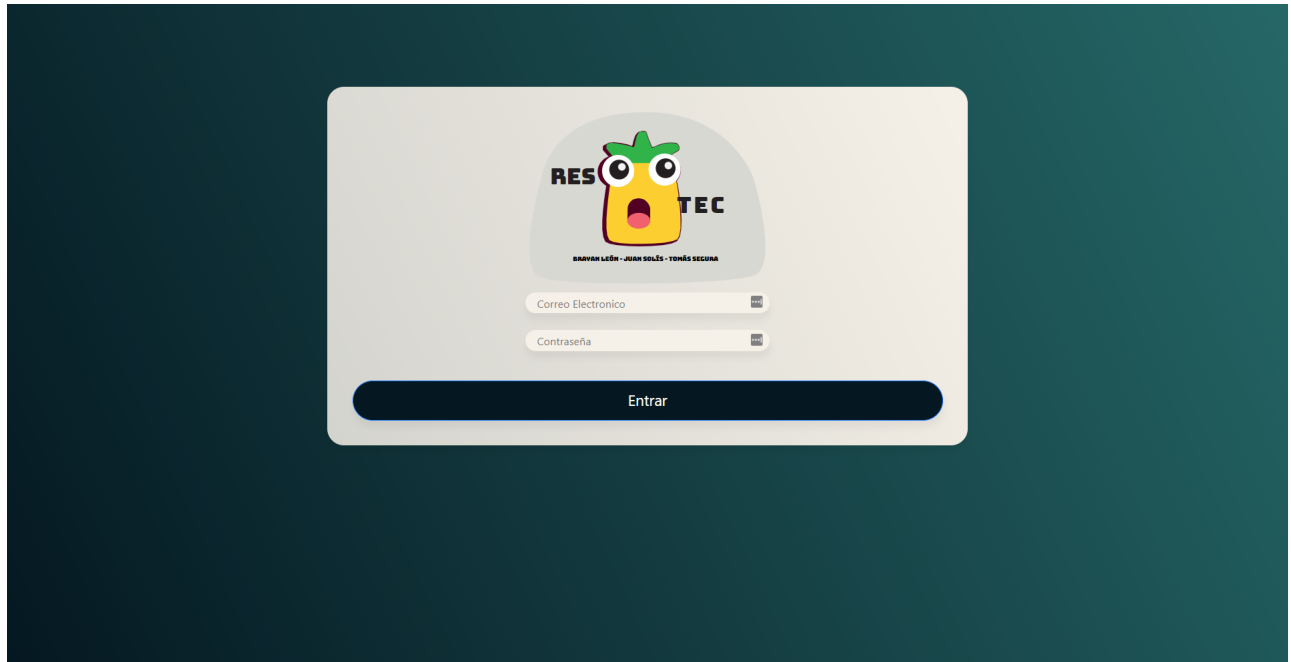 RES
TEC
BRAYAN LEÓN - JUAN SOLÍS - TOMÁS SEGURA
Correo Electronico
Contraseña
Entrar